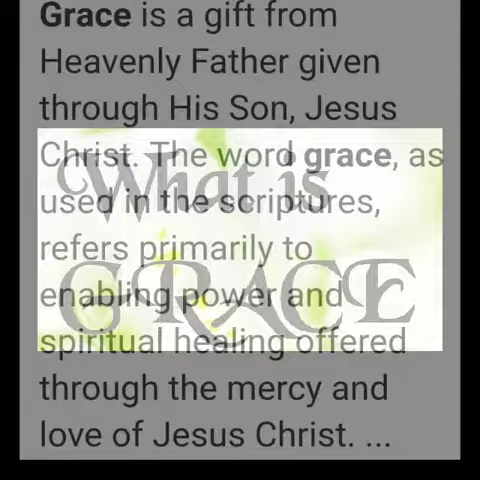 Grace is a gift from
Heavenly Father given
through His Son, Jesus
Christ. The word grace, as
used in the scriptures,
refers primarily to
enabling power and
spiritual healing offered
through the mercy and
love of Jesus Christ. ...
What is
GRACE